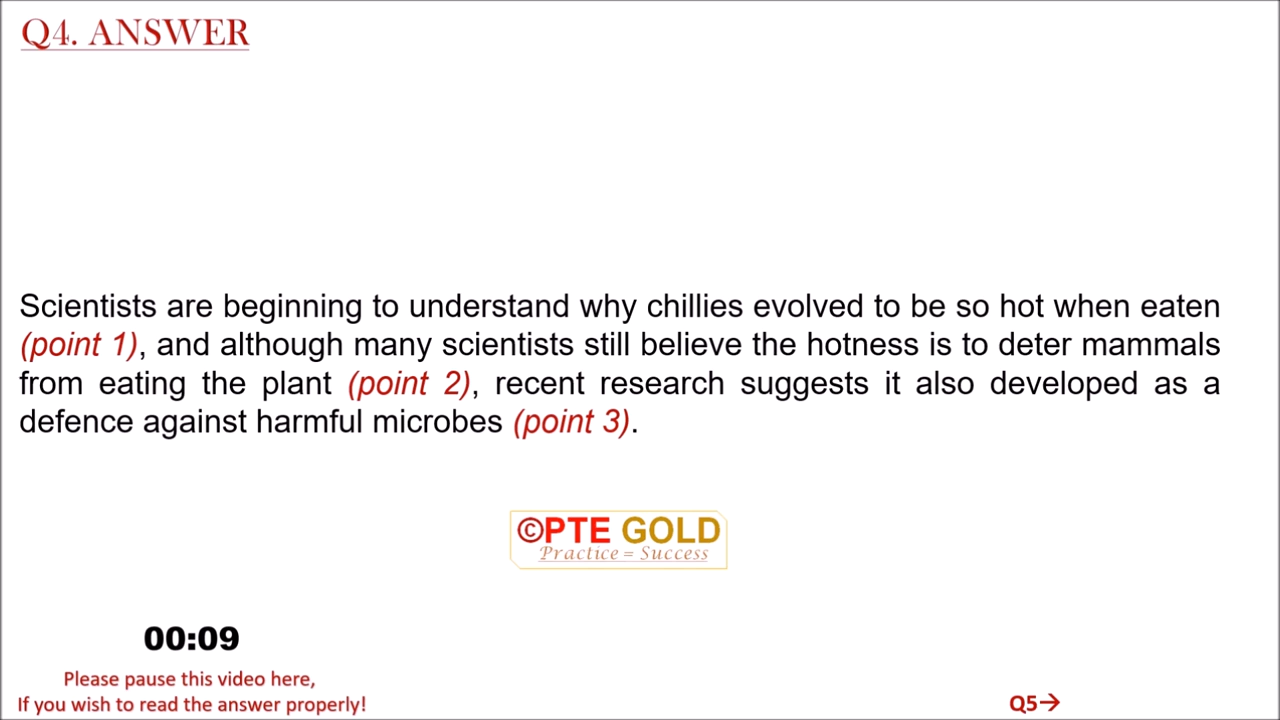 Q4. ANSWER
Scientists are beginning to understand why chillies evolved to be so hot when eaten
(point 1), and although many scientists still believe the hotness is to deter mammals
from eating the plant (point 2), recent research suggests it also developed as a
defence against harmful microbes (point 3).
©PTE GOLD
Practice = Success
00:09
Please pause this video here,
If you wish to read the answer properly!
Q5→